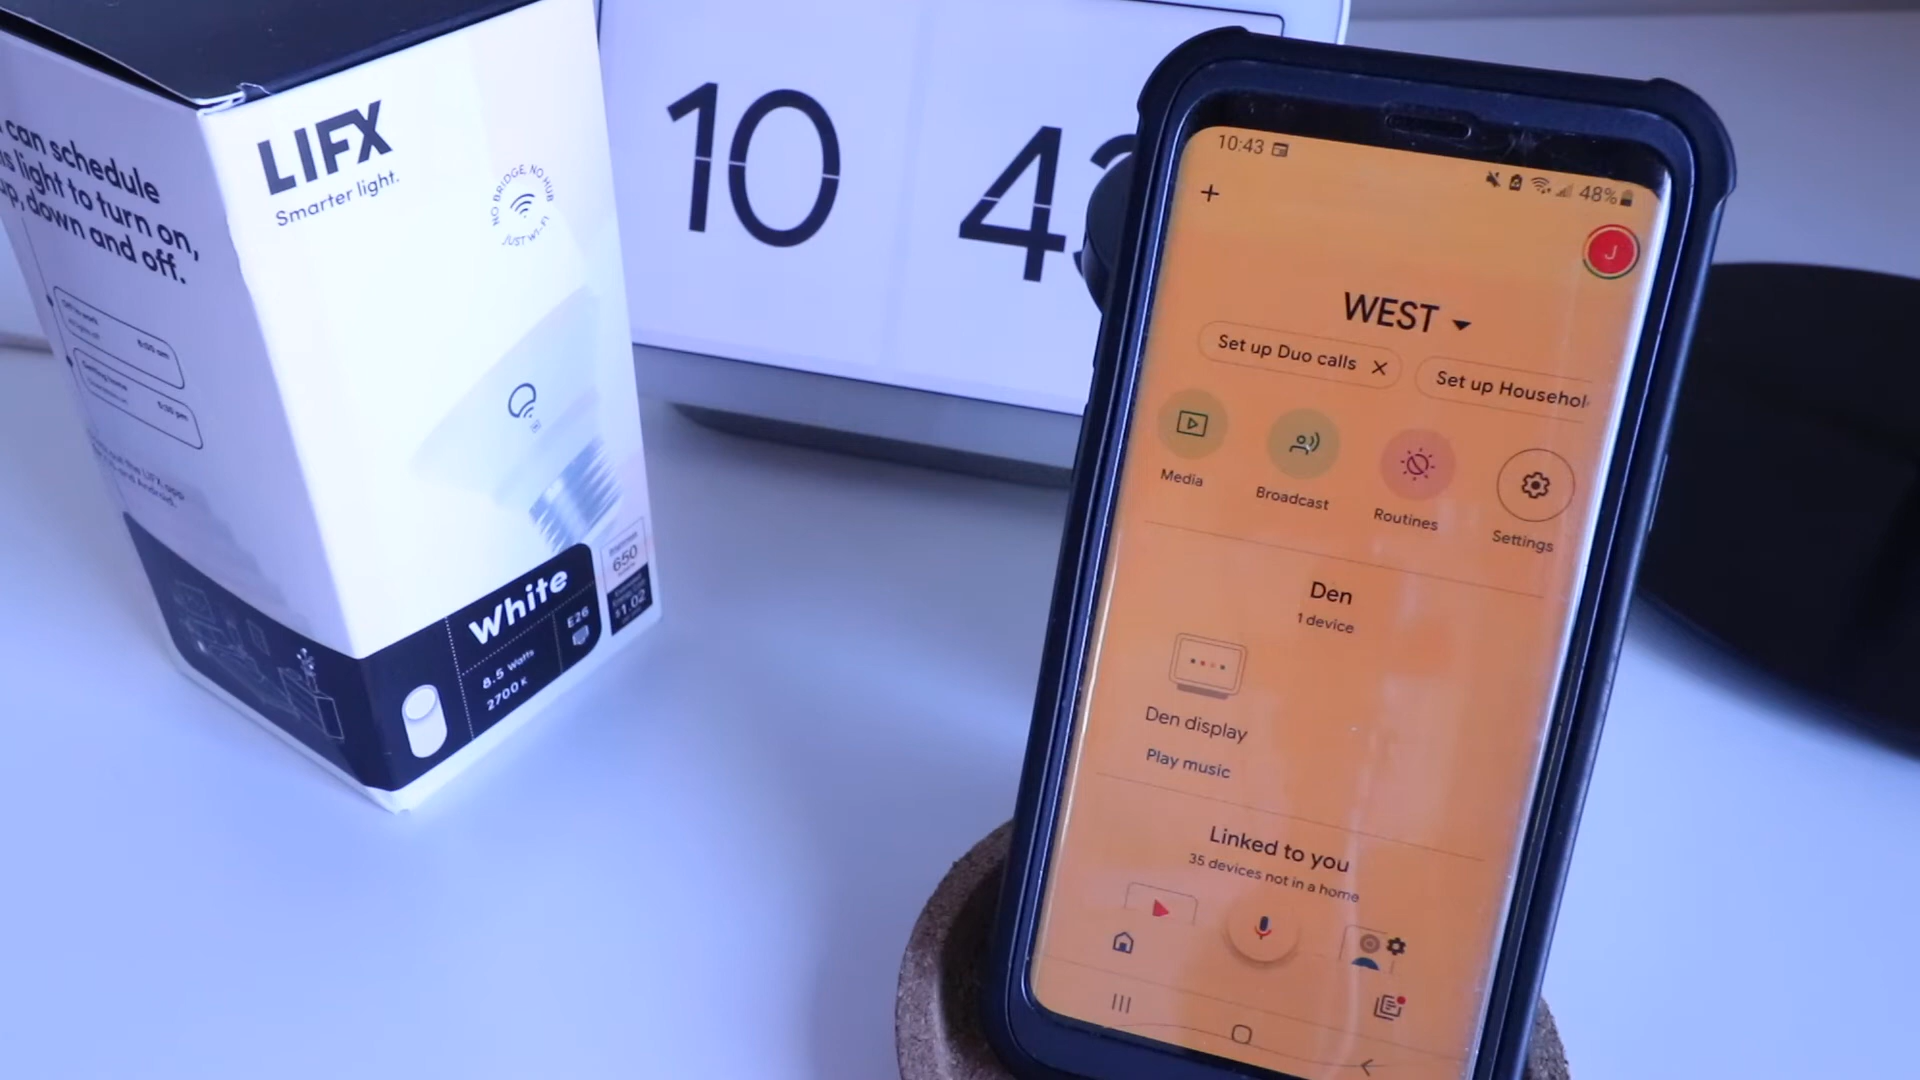 can schedule
light to turn on,
down and off.
LIFX
Smarter light.
NO BRIDGE, NO HUB
JUST WI-FI
White
8.5 Watts
2700 K
E26
650
$1.02
10 43
10:43
48%
J
WEST
Set up Duo calls
Set up Househol
Media
Broadcast
Routines
Settings
Den
1 device
Den display
Play music
Linked to you
35 devices not in a home